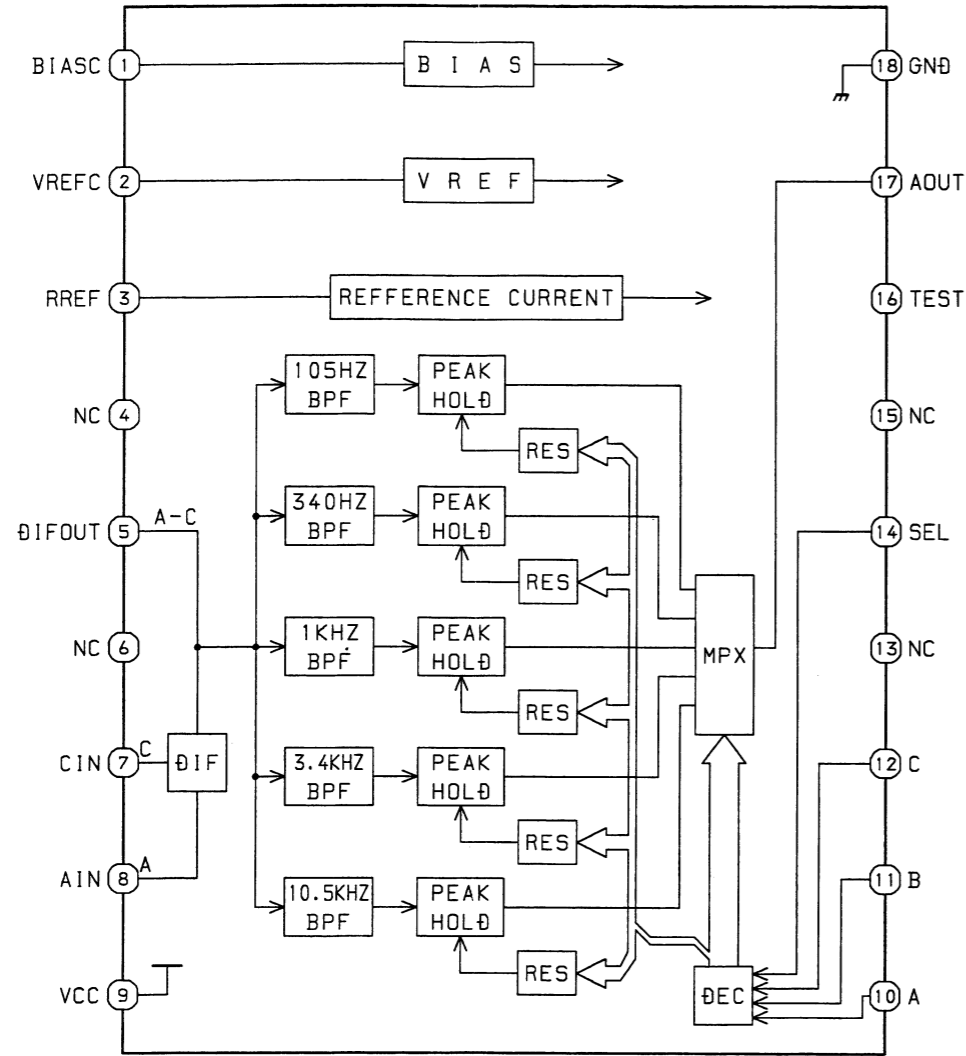 BIASC 1 B I A S 18 GND
VREFC 2 V R E F 17 AOUT
RREF 3 REFFERENCE CURRENT 16 TEST
105HZ
BPF
PEAK
HOLD
NC 4 15 NC
RES
340HZ
BPF
PEAK
HOLD
DIFOUT 5 A-C 14 SEL
RES
1KHZ
BPF
PEAK
HOLD
NC 6 MPX 13 NC
RES
CIN 7 C DIF 12 C
3.4KHZ
BPF
PEAK
HOLD
RES
AIN 8 A 11 B
10.5KHZ
BPF
PEAK
HOLD
RES
VCC 9 DEC 10 A